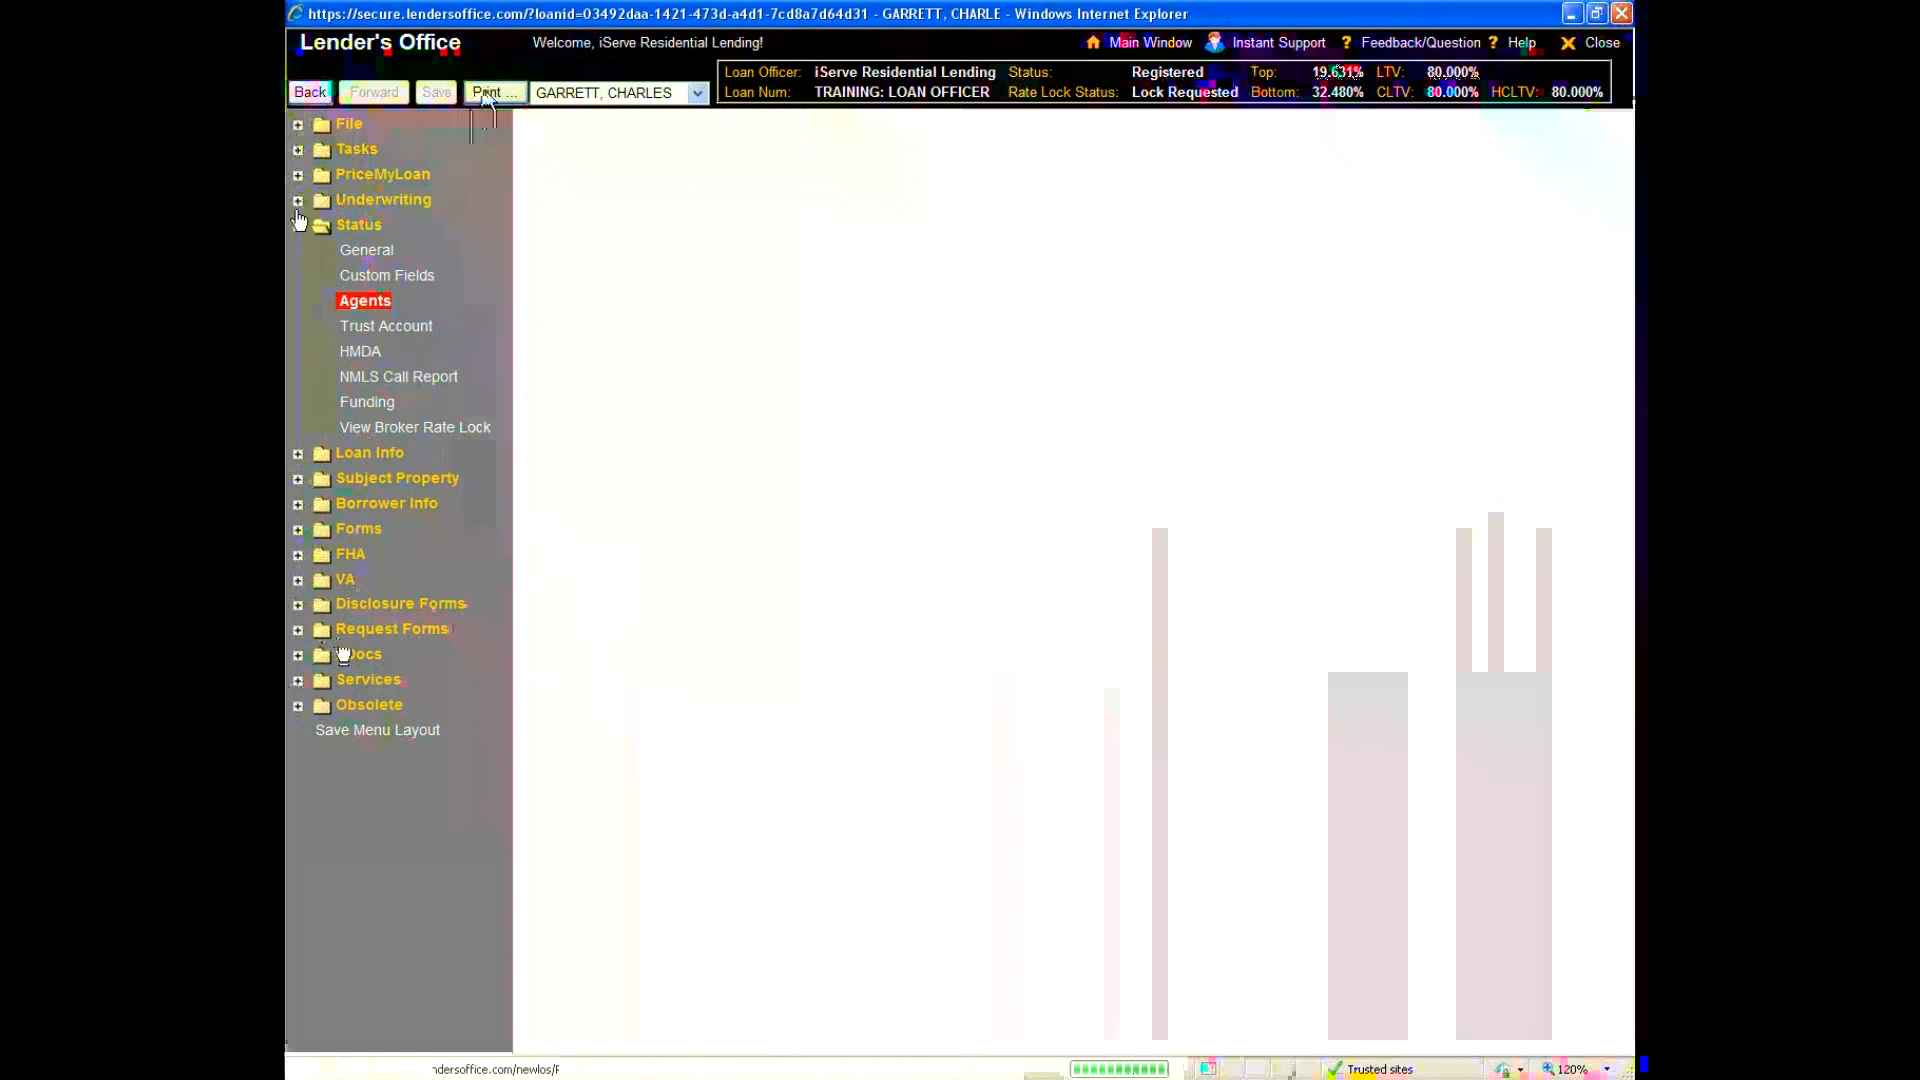 https://secure.lendersoffice.com/?loanid=03492daa-1421-473d-a4d1-7cd8a7d64d31 - GARRETT, CHARLE - Windows Internet Explorer
Lender's Office Welcome, iServe Residential Lending! Main Window Instant Support ? Feedback/Question ? Help Close
Loan Officer: iServe Residential Lending Status: Registered Top: 19.631% LTV: 80.000%
Back Forward Save Print ... GARRETT, CHARLES Loan Num: TRAINING: LOAN OFFICER Rate Lock Status: Lock Requested Bottom: 32.480% CLTV: 80.000% HCLTV: 80.000%
File
Tasks
PriceMyLoan
Underwriting
Status
General
Custom Fields
Agents
Trust Account
HMDA
NMLS Call Report
Funding
View Broker Rate Lock
Loan Info
Subject Property
Borrower Info
Forms
FHA
VA
Disclosure Forms
Request Forms
Docs
Services
Obsolete
Save Menu Layout
ndersoffice.com/newlos/F Trusted sites 120%